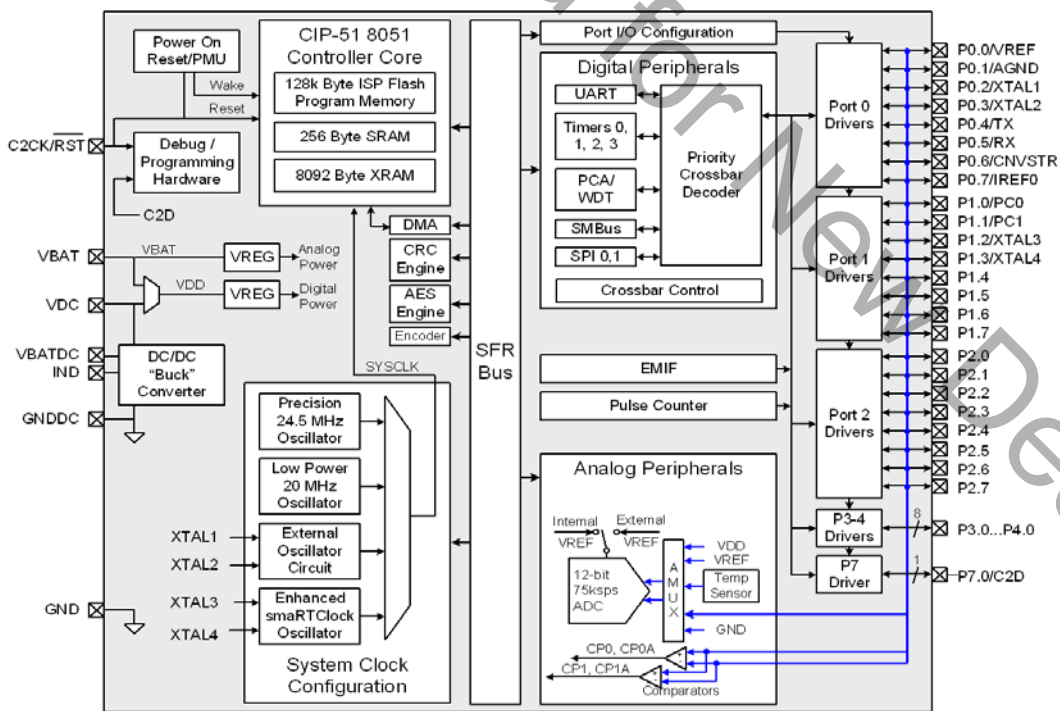 Power On
Reset/PMU
Wake
Reset
C2CK/RST
Debug /
Programming
Hardware
C2D
CIP-51 8051
Controller Core
128k Byte ISP Flash
Program Memory
256 Byte SRAM
8092 Byte XRAM
DMA
CRC
Engine
AES
Engine
Encoder
VBAT
VBAT
VREG
Analog
Power
VDC
VDD
VREG
Digital
Power
VBATDC
IND
DC/DC
"Buck"
Converter
GNDDC
SYSCLK
Precision
24.5 MHz
Oscillator
Low Power
20 MHz
Oscillator
XTAL1
XTAL2
External
Oscillator
Circuit
XTAL3
XTAL4
Enhanced
smaRTClock
Oscillator
GND
System Clock
Configuration
SFR
Bus
Port I/O Configuration
Digital Peripherals
UART
Timers 0,
1, 2, 3
PCA/
WDT
SMBus
SPI 0,1
Priority
Crossbar
Decoder
Crossbar Control
EMIF
Pulse Counter
Analog Peripherals
Internal
VREF
External
VREF
12-bit
75ksps
ADC
A
M
U
X
VDD
VREF
Temp
Sensor
GND
CP0, CP0A
CP1, CP1A
Comparators
Port 0
Drivers
Port 1
Drivers
Port 2
Drivers
P3-4
Drivers
P7
Driver
P0.0/VREF
P0.1/AGND
P0.2/XTAL1
P0.3/XTAL2
P0.4/TX
P0.5/RX
P0.6/CNVSTR
P0.7/IREF0
P1.0/PC0
P1.1/PC1
P1.2/XTAL3
P1.3/XTAL4
P1.4
P1.5
P1.6
P1.7
P2.0
P2.1
P2.2
P2.3
P2.4
P2.5
P2.6
P2.7
8
P3.0...P4.0
1
P7.0/C2D
for New De